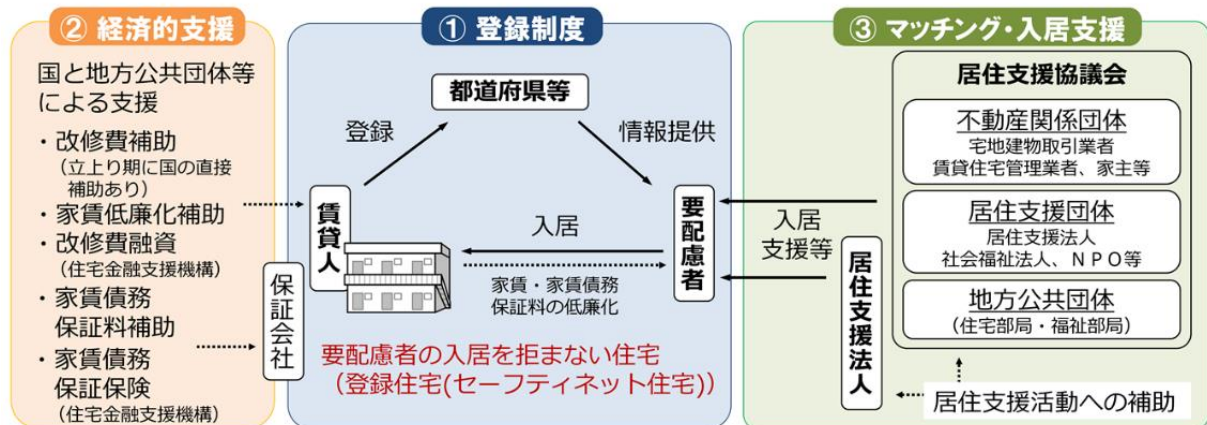 ② 経済的支援
国と地方公共団体等
による支援
・改修費補助
（立上り期に国の直接
補助あり）
・家賃低廉化補助
・改修費融資
（住宅金融支援機構）
・家賃債務
保証料補助
・家賃債務
保証保険
（住宅金融支援機構）
保証会社
① 登録制度
都道府県等
登録
情報提供
賃貸人
入居
家賃・家賃債務
保証料の低廉化
要配慮者
要配慮者の入居を拒まない住宅
（登録住宅(セーフティネット住宅)）
③ マッチング・入居支援
入居
支援等
居住支援法人
居住支援協議会
不動産関係団体
宅地建物取引業者
賃貸住宅管理業者、家主等
居住支援団体
居住支援法人
社会福祉法人、ＮＰＯ等
地方公共団体
（住宅部局・福祉部局）
居住支援活動への補助